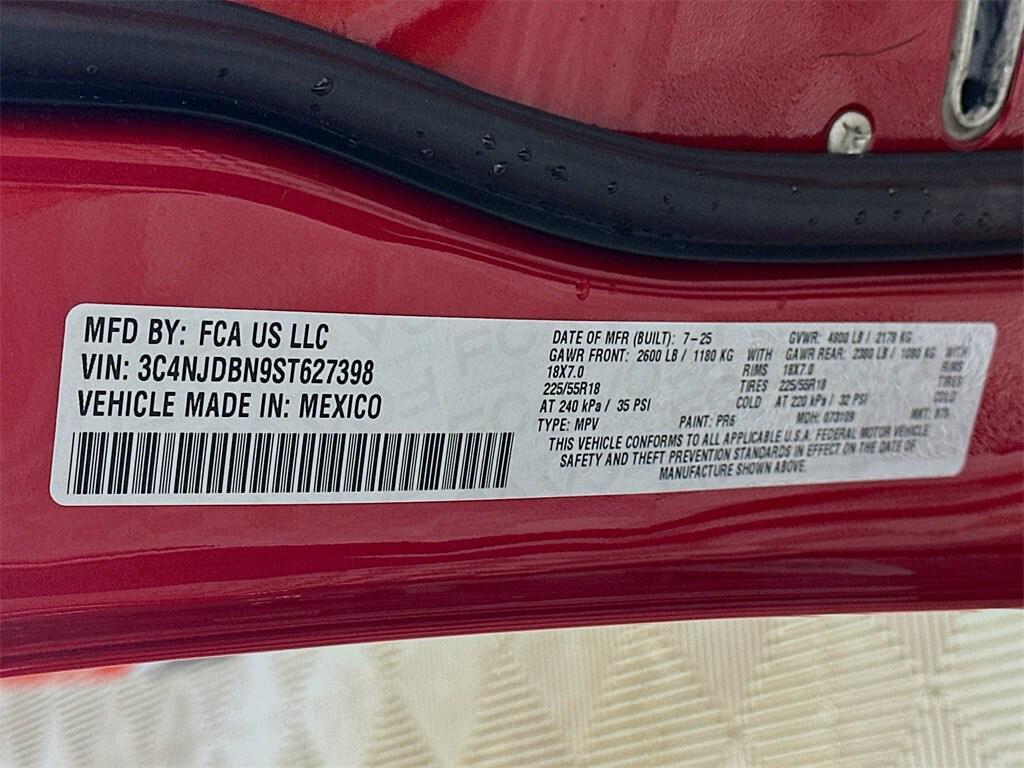 MFD BY: FCA US LLC
VIN: 3C4NJDBN9ST627398
VEHICLE MADE IN: MEXICO
DATE OF MFR (BUILT): 7-25 GVWR: 4800 LB / 2179 KG
GAWR FRONT: 2600 LB / 1180 KG WITH GAWR REAR: 2380 LB / 1080 KG WITH
18X7.0 RIMS 18X7.0 RIMS
225/55R18 TIRES 225/55R18 TIRES
AT 240 kPa / 35 PSI COLD AT 220 kPa / 32 PSI COLD
TYPE: MPV PAINT: PR6 MDH: 073109 MKT:
THIS VEHICLE CONFORMS TO ALL APPLICABLE U.S.A. FEDERAL MOTOR VEHICLE
SAFETY AND THEFT PREVENTION STANDARDS IN EFFECT ON THE DATE OF
MANUFACTURE SHOWN ABOVE.